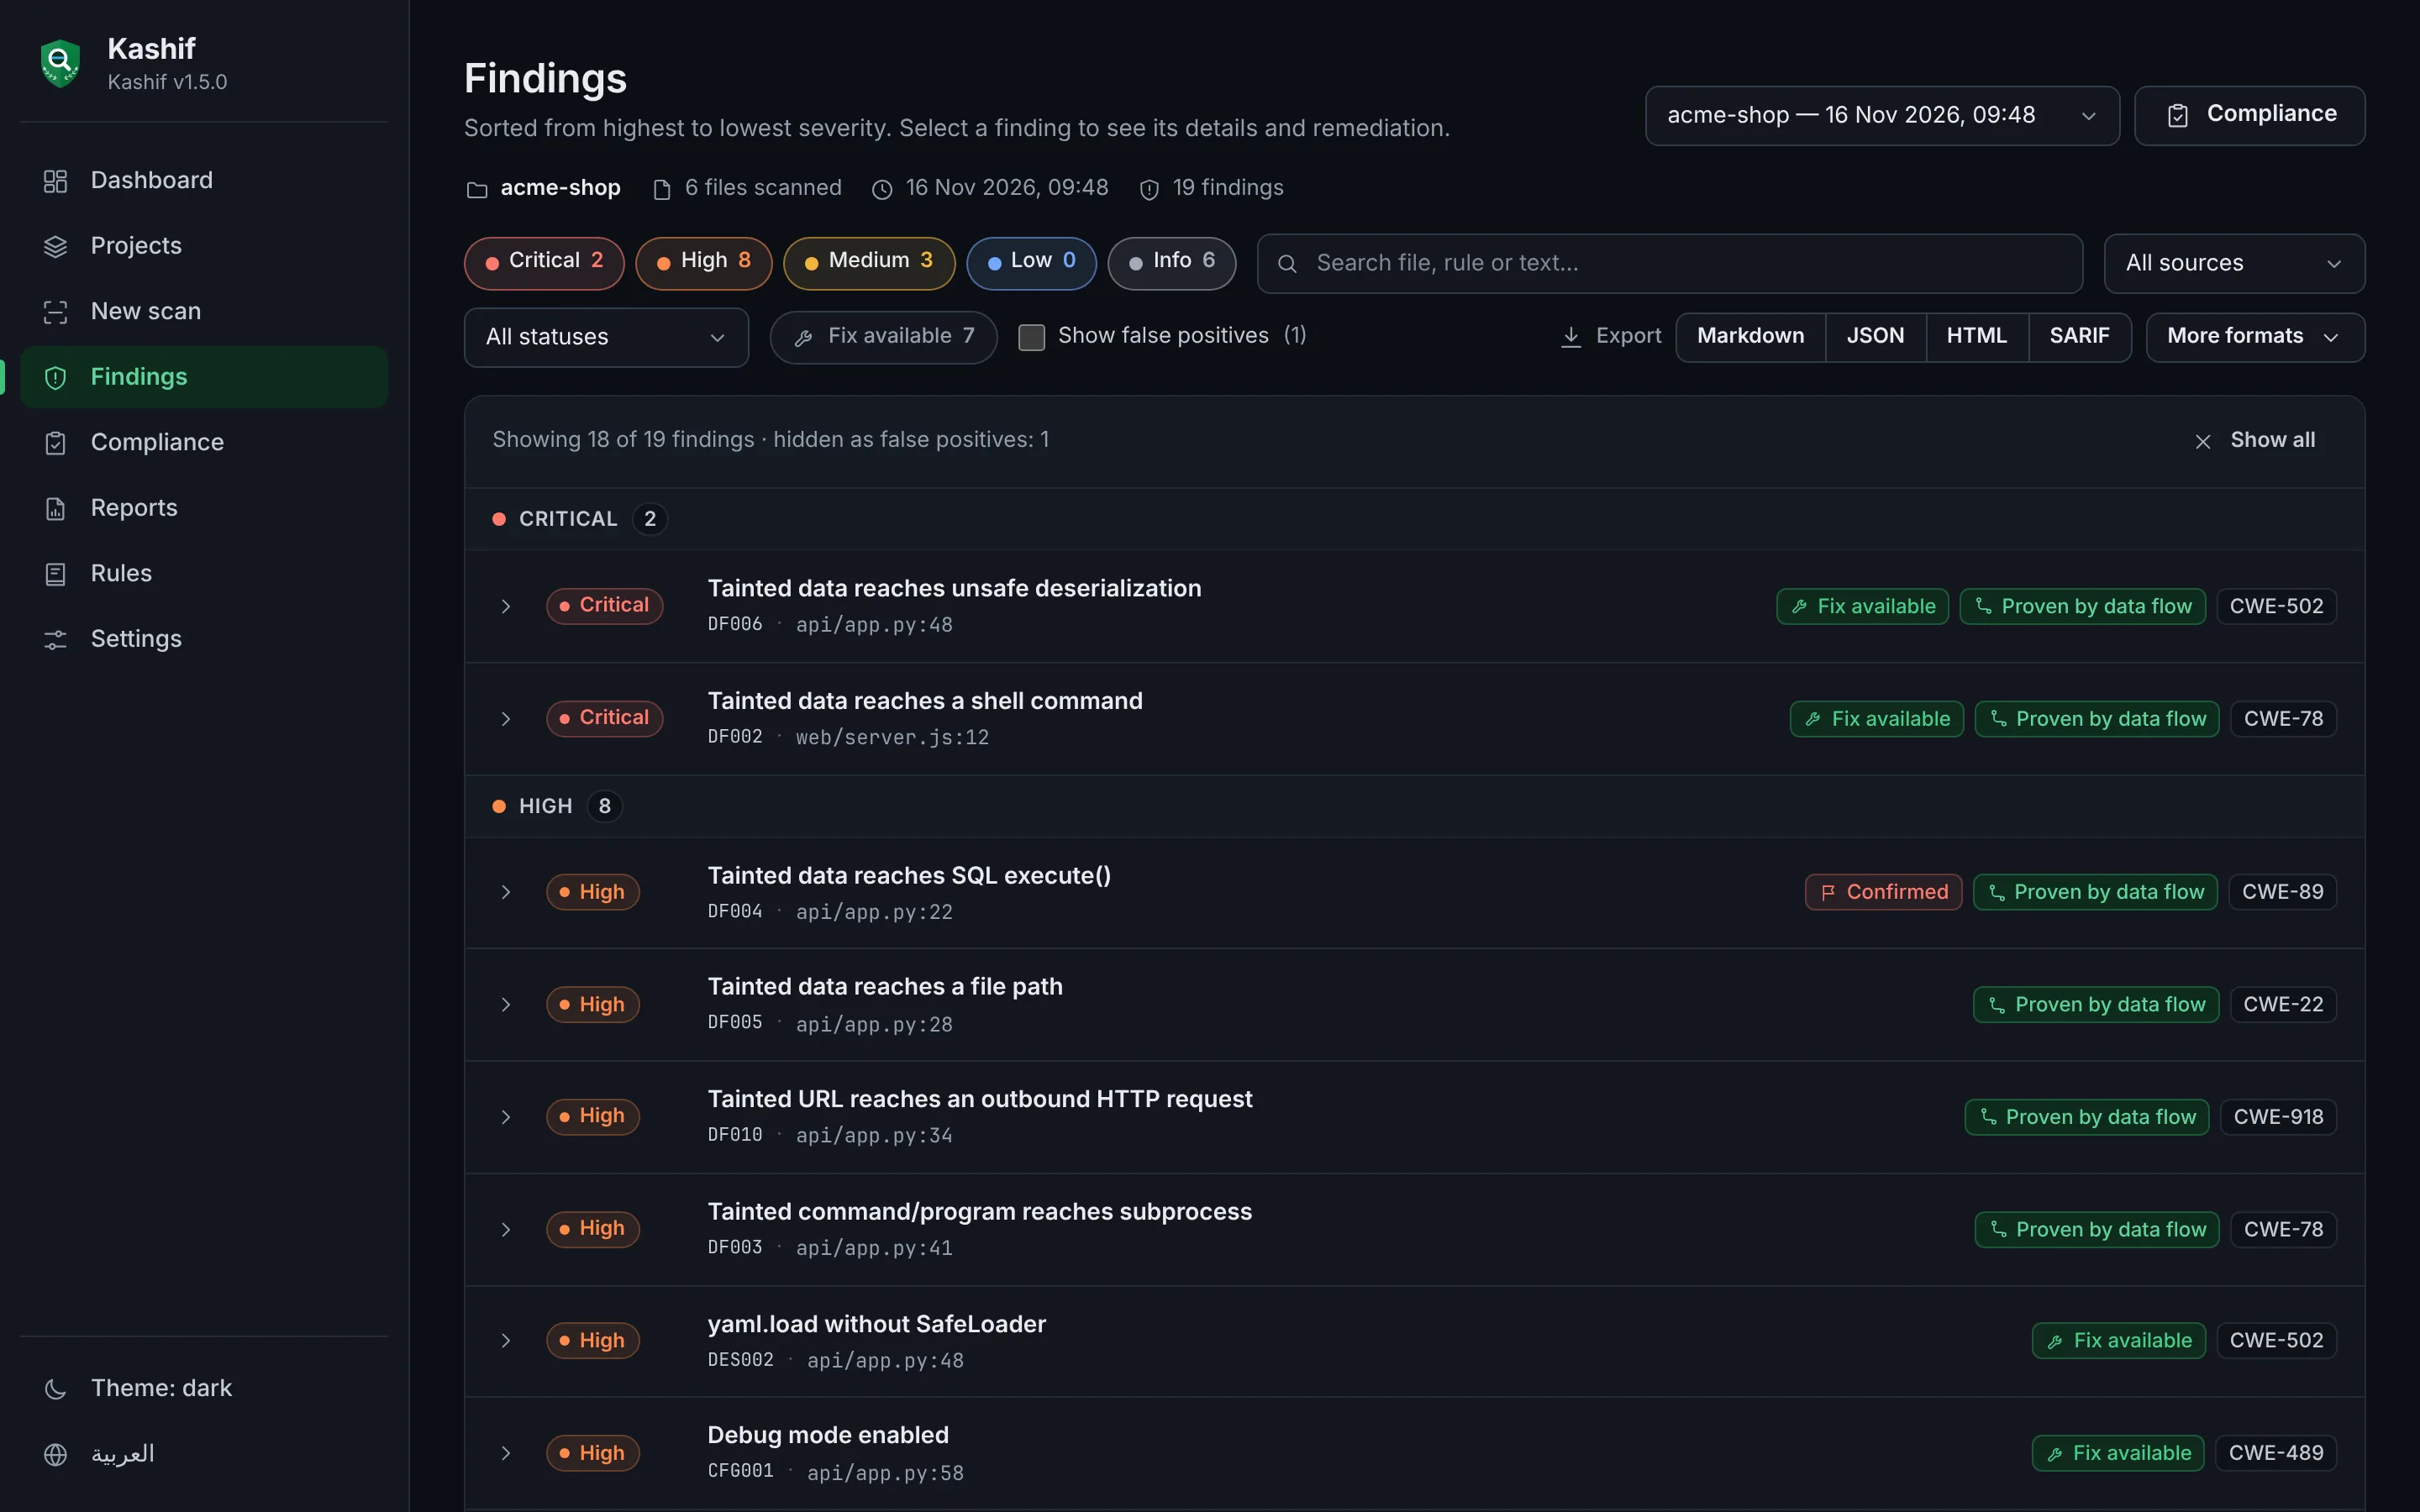 Kashif
Kashif v1.5.0
Dashboard
Projects
New scan
Findings
Compliance
Reports
Rules
Settings
Theme: dark
العربية
Findings
Sorted from highest to lowest severity. Select a finding to see its details and remediation.
acme-shop — 16 Nov 2026, 09:48
Compliance
acme-shop 6 files scanned 16 Nov 2026, 09:48 19 findings
Critical 2 High 8 Medium 3 Low 0 Info 6 Search file, rule or text... All sources
All statuses Fix available 7 Show false positives (1) Export Markdown JSON HTML SARIF More formats
Showing 18 of 19 findings · hidden as false positives: 1 Show all
CRITICAL 2
Critical Tainted data reaches unsafe deserialization Fix available Proven by data flow CWE-502
DF006 · api/app.py:48
Critical Tainted data reaches a shell command Fix available Proven by data flow CWE-78
DF002 · web/server.js:12
HIGH 8
High Tainted data reaches SQL execute() Confirmed Proven by data flow CWE-89
DF004 · api/app.py:22
High Tainted data reaches a file path Proven by data flow CWE-22
DF005 · api/app.py:28
High Tainted URL reaches an outbound HTTP request Proven by data flow CWE-918
DF010 · api/app.py:34
High Tainted command/program reaches subprocess Proven by data flow CWE-78
DF003 · api/app.py:41
High yaml.load without SafeLoader Fix available CWE-502
DES002 · api/app.py:48
High Debug mode enabled Fix available CWE-489
CFG001 · api/app.py:58